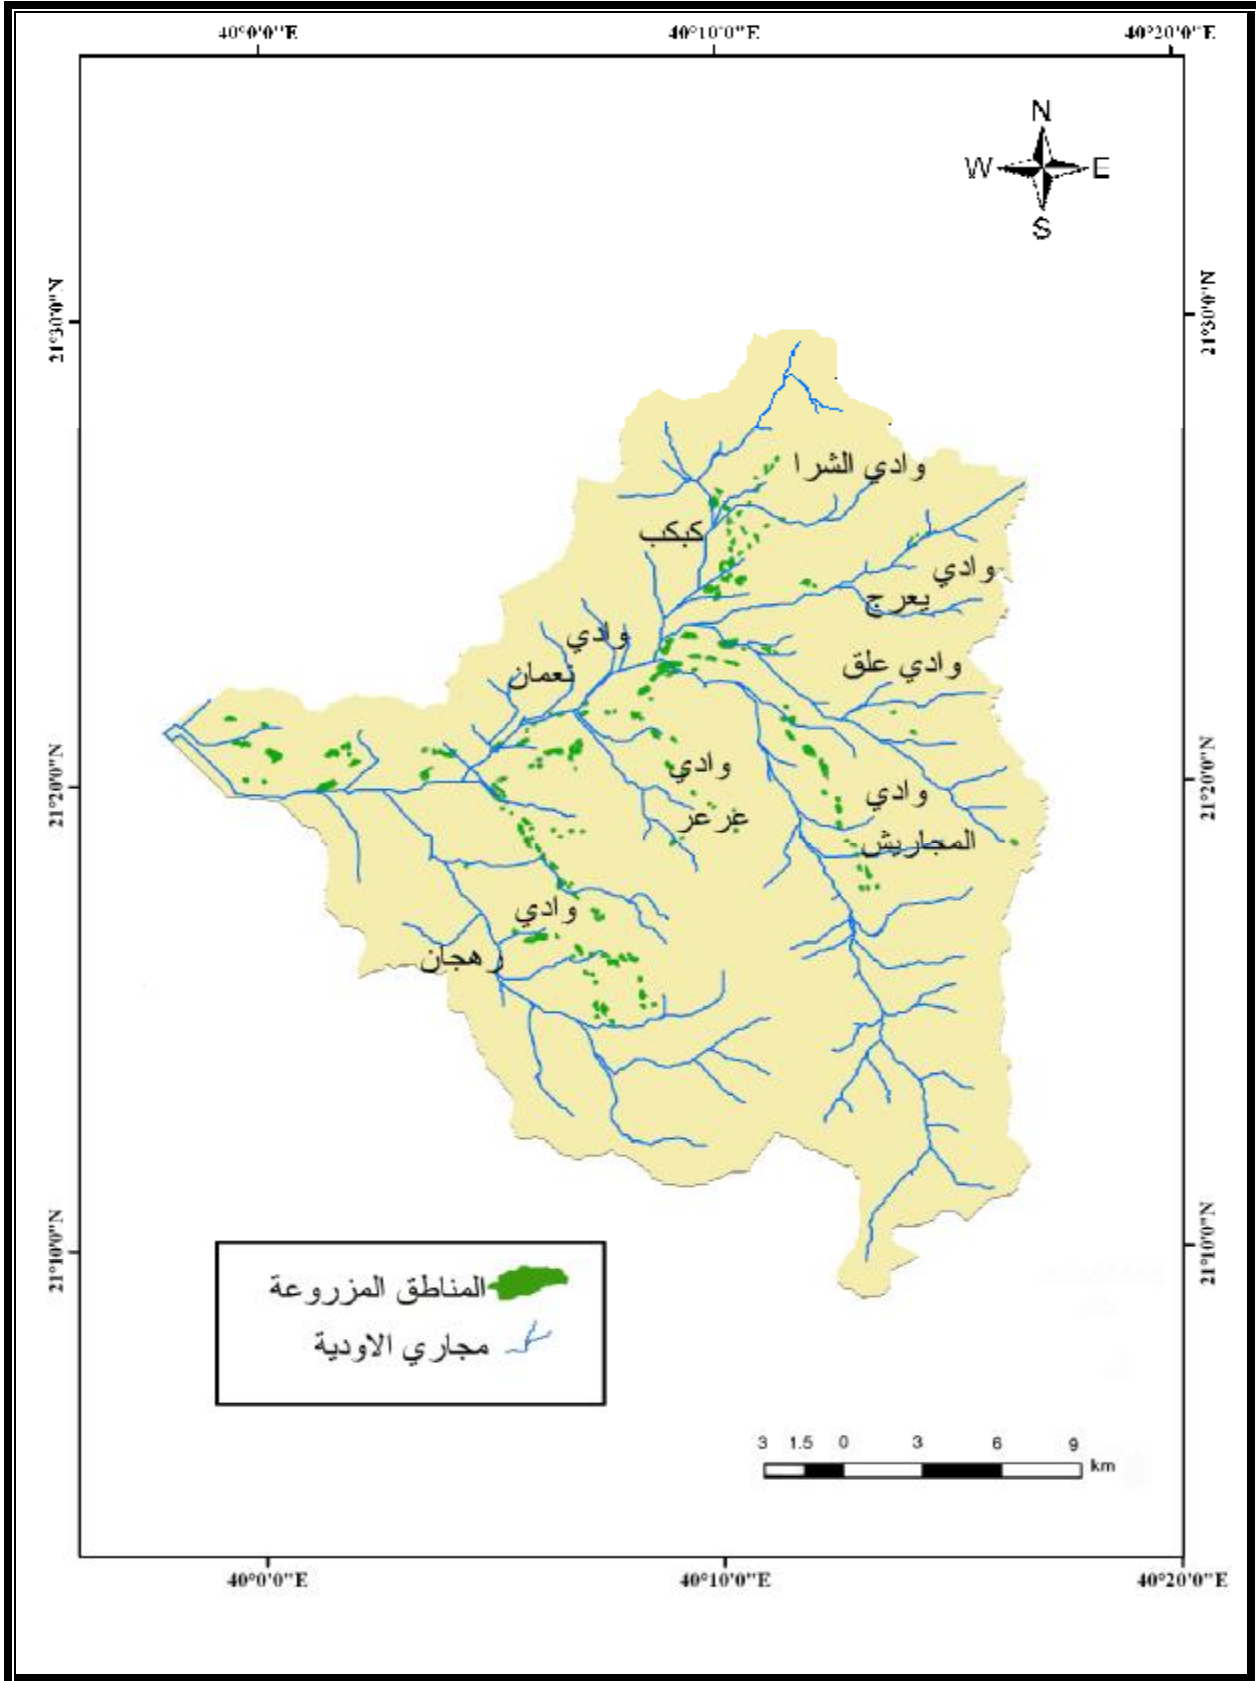 40°0'0"E 40°10'0"E 40°20'0"E
N
W E
S
21°30'0"N 21°30'0"N
وادي الشرا
كبكب
وادي
يعرج
وادي
نعمان
وادي علق
21°20'0"N 21°20'0"N
وادي
عرعر
وادي
المجاريش
وادي
رهجان
21°10'0"N 21°10'0"N
المناطق المزروعة
مجاري الاودية
3 1.5 0 3 6 9
km
40°0'0"E 40°10'0"E 40°20'0"E